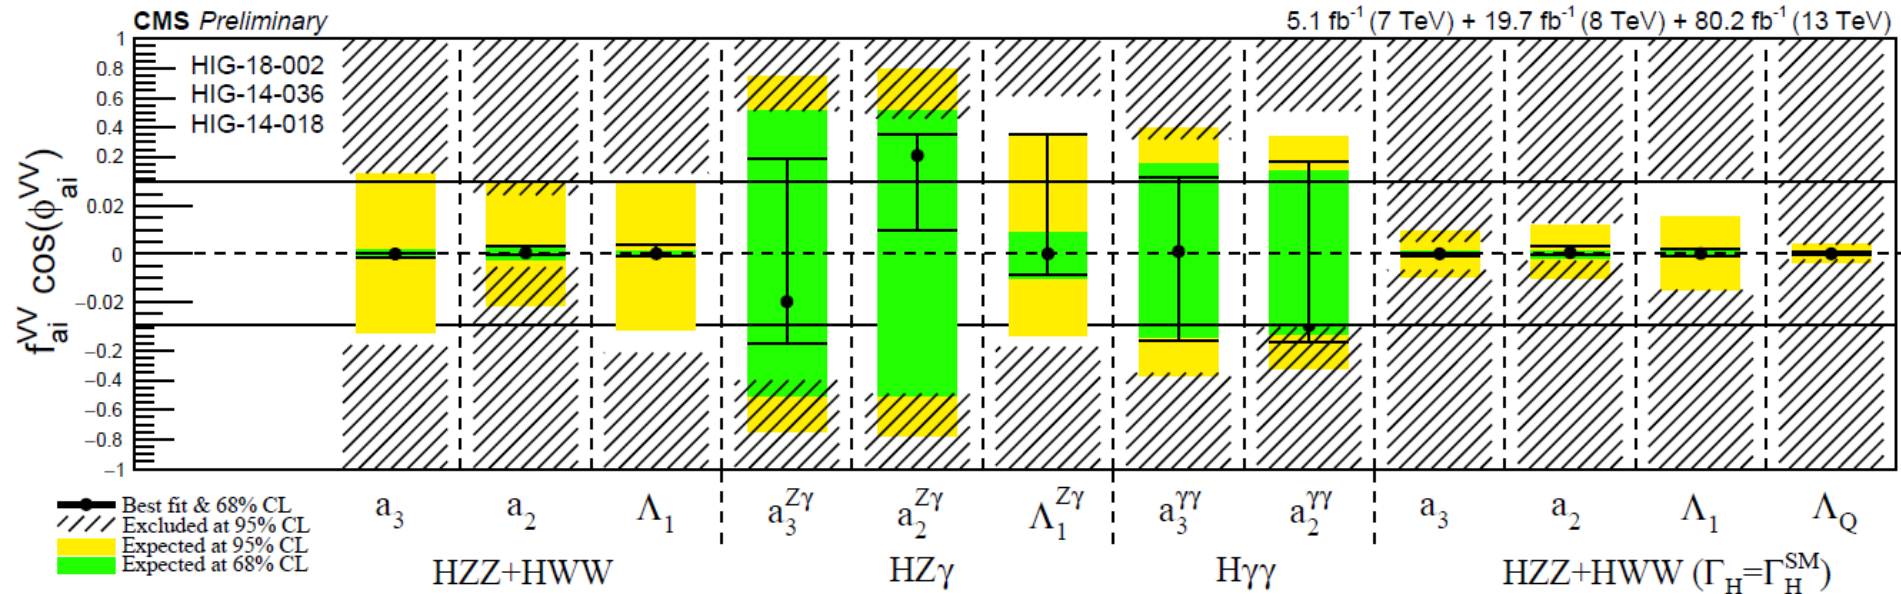 CMS Preliminary 5.1 fb⁻¹ (7 TeV) + 19.7 fb⁻¹ (8 TeV) + 80.2 fb⁻¹ (13 TeV)
f_ai^VV cos(ϕ_ai^VV)
1
0.8
0.6
0.4
0.2
0.02
0
−0.02
−0.2
−0.4
−0.6
−0.8
−1
HIG-18-002
HIG-14-036
HIG-14-018
a₃ a₂ Λ₁ a₃^Zγ a₂^Zγ Λ₁^Zγ a₃^γγ a₂^γγ a₃ a₂ Λ₁ Λ_Q
HZZ+HWW HZγ Hγγ HZZ+HWW (Γ_H=Γ_H^SM)
Best fit & 68% CL
Excluded at 95% CL
Expected at 95% CL
Expected at 68% CL